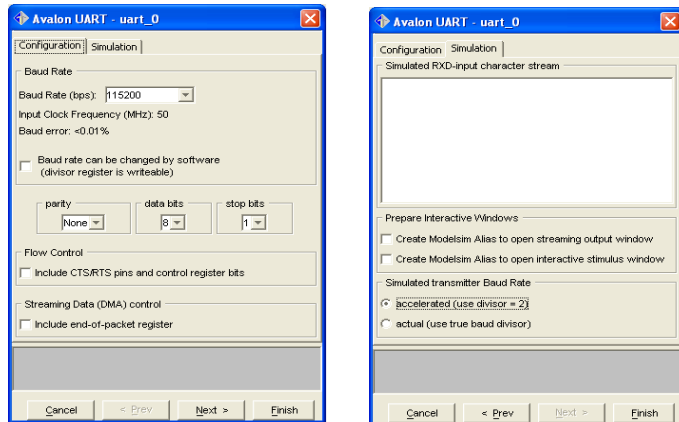 Avalon UART - uart_0
Configuration Simulation
Baud Rate
Baud Rate (bps): 115200
Input Clock Frequency (MHz): 50
Baud error: <0.01%
Baud rate can be changed by software
(divisor register is writeable)
parity data bits stop bits
None 8 1
Flow Control
Include CTS/RTS pins and control register bits
Streaming Data (DMA) control
Include end-of-packet register
Cancel < Prev Next > Finish
Avalon UART - uart_0
Configuration Simulation
Simulated RXD-input character stream
Prepare Interactive Windows
Create Modelsim Alias to open streaming output window
Create Modelsim Alias to open interactive stimulus window
Simulated transmitter Baud Rate
accelerated (use divisor = 2)
actual (use true baud divisor)
Cancel < Prev Next > Finish